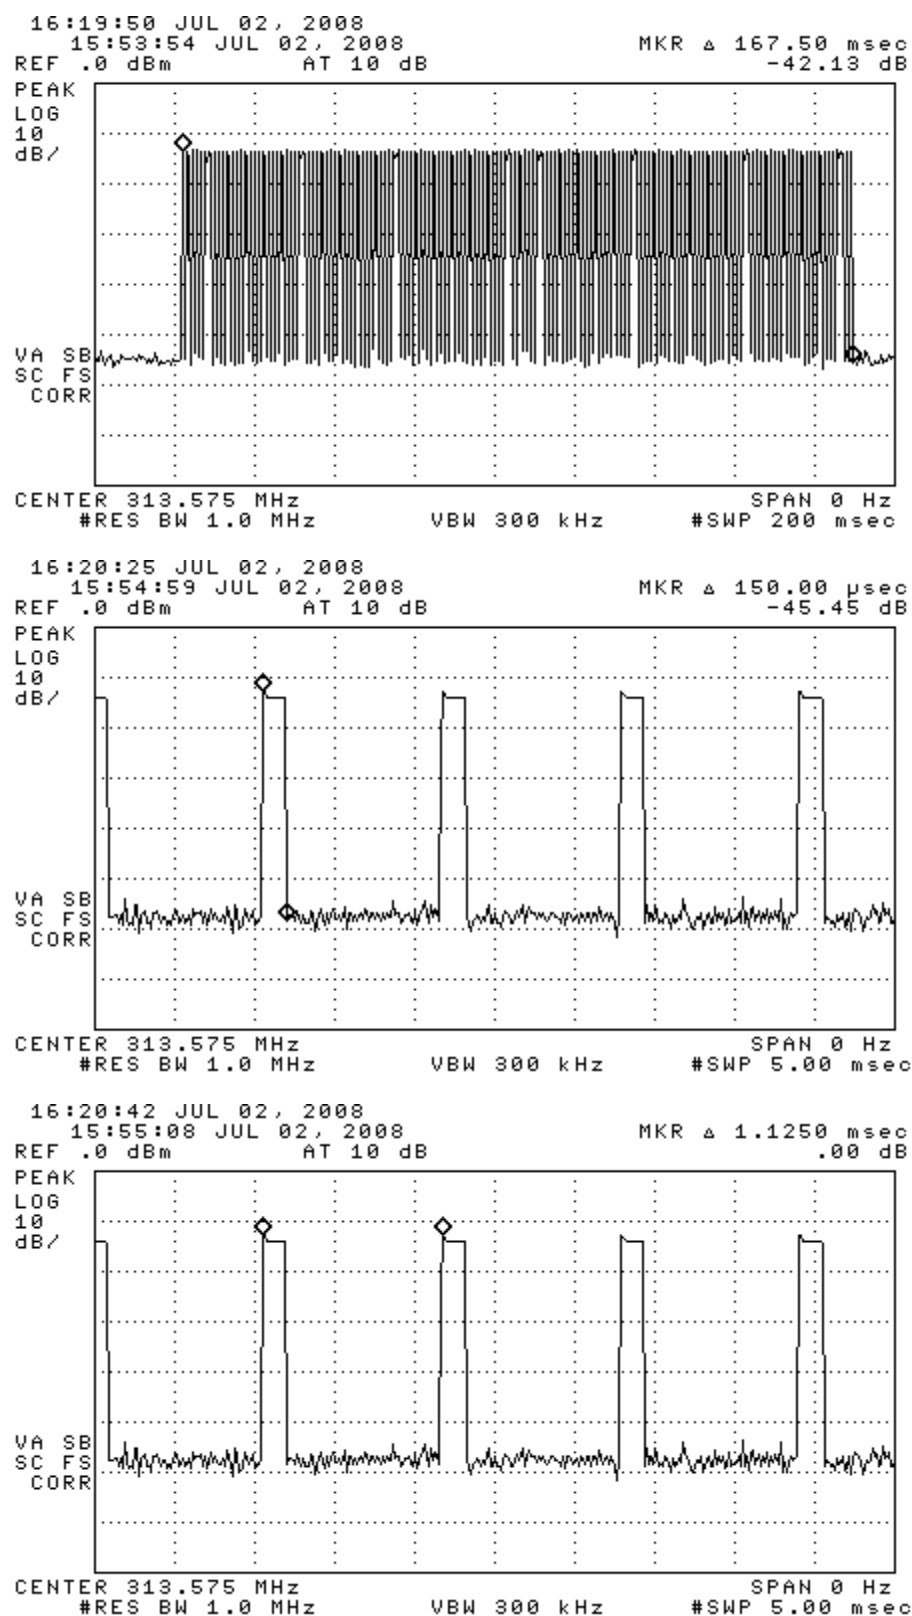 16:19:50 JUL 02, 2008
15:53:54 JUL 02, 2008 MKR Δ 167.50 msec
REF .0 dBm AT 10 dB -42.13 dB
PEAK
LOG
10
dB/
VA SB
SC FS
CORR
CENTER 313.575 MHz SPAN 0 Hz
#RES BW 1.0 MHz VBW 300 kHz #SWP 200 msec
16:20:25 JUL 02, 2008
15:54:59 JUL 02, 2008 MKR Δ 150.00 µsec
REF .0 dBm AT 10 dB -45.45 dB
PEAK
LOG
10
dB/
VA SB
SC FS
CORR
CENTER 313.575 MHz SPAN 0 Hz
#RES BW 1.0 MHz VBW 300 kHz #SWP 5.00 msec
16:20:42 JUL 02, 2008
15:55:08 JUL 02, 2008 MKR Δ 1.1250 msec
REF .0 dBm AT 10 dB .00 dB
PEAK
LOG
10
dB/
VA SB
SC FS
CORR
CENTER 313.575 MHz SPAN 0 Hz
#RES BW 1.0 MHz VBW 300 kHz #SWP 5.00 msec